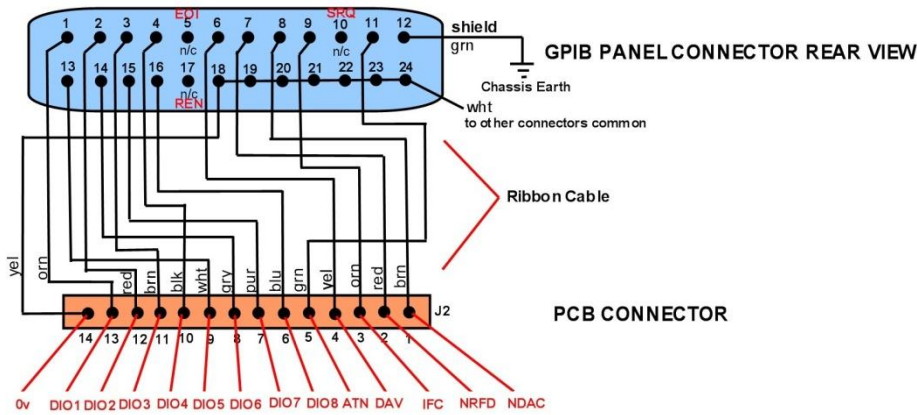 EOI SRQ
1 2 3 4 5 6 7 8 9 10 11 12
n/c n/c
shield
grn
GPIB PANEL CONNECTOR REAR VIEW
13 14 15 16 17 18 19 20 21 22 23 24
n/c
REN
Chassis Earth
wht
to other connectors common
Ribbon Cable
yel orn red brn blk wht gry pur blu grn yel orn red brn
J2
PCB CONNECTOR
14 13 12 11 10 9 8 7 6 5 4 3 2 1
0v DIO1 DIO2 DIO3 DIO4 DIO5 DIO6 DIO7 DIO8 ATN DAV IFC NRFD NDAC